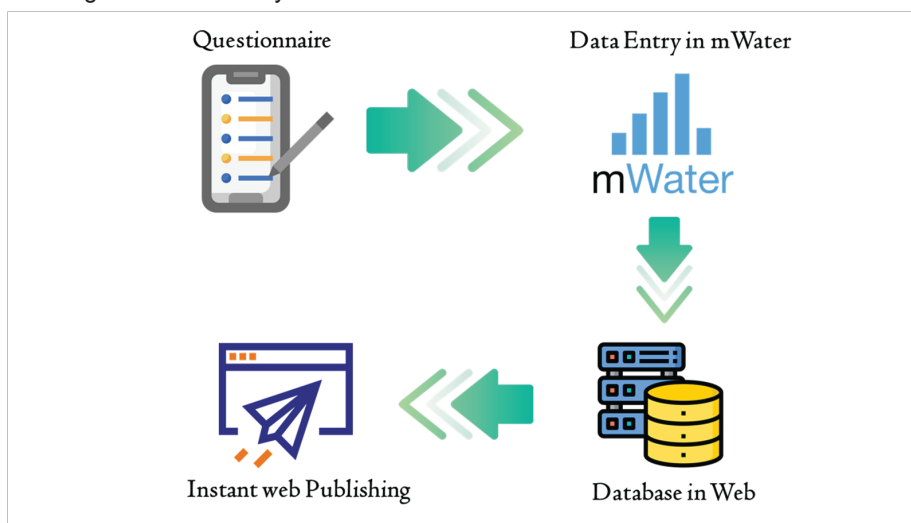 Questionnaire
Data Entry in mWater
mWater
Instant web Publishing
Database in Web